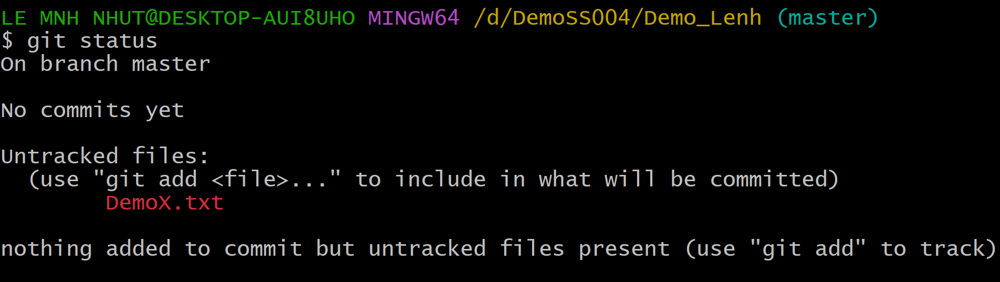 LE MNH NHUT@DESKTOP-AUI8UHO MINGW64 /d/DemoSS004/Demo_Lenh (master)
$ git status
On branch master
No commits yet
Untracked files:
(use "git add <file>..." to include in what will be committed)
DemoX.txt
nothing added to commit but untracked files present (use "git add" to track)